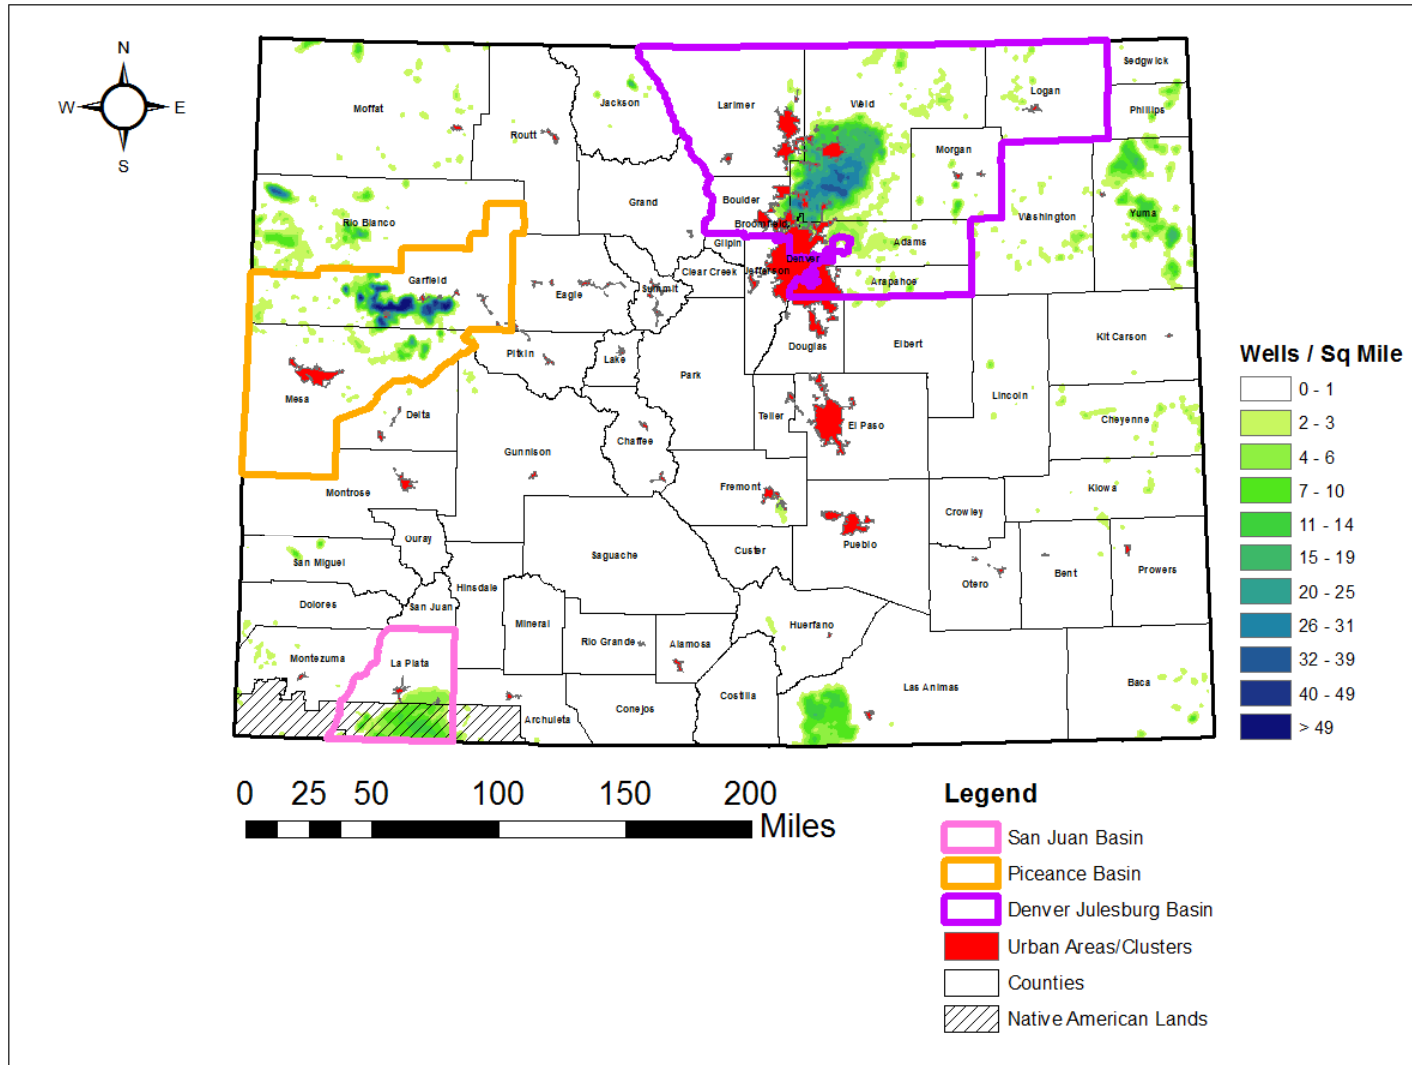 N
W E
S
Sedgwick
Moffat
Jackson
Larimer
Weld
Logan
Phillips
Routt
Morgan
Grand
Boulder
Rio Blanco
Broomfield
Washington
Yuma
Gilpin
Adams
Denver
Clear Creek
Jefferson
Garfield
Eagle
Summit
Arapahoe
Kit Carson
Pitkin
Lake
Douglas
Elbert
Park
Mesa
Lincoln
Delta
Teller
El Paso
Cheyenne
Chaffee
Gunnison
Montrose
Fremont
Kiowa
Crowley
Ouray
Pueblo
San Miguel
Saguache
Custer
Otero
Bent
Prowers
Hinsdale
Dolores
San Juan
Mineral
Huerfano
Rio Grande
Alamosa
Montezuma
La Plata
Las Animas
Baca
Costilla
Conejos
Archuleta
Wells / Sq Mile
0 - 1
2 - 3
4 - 6
7 - 10
11 - 14
15 - 19
20 - 25
26 - 31
32 - 39
40 - 49
> 49
0 25 50 100 150 200
Miles
Legend
San Juan Basin
Piceance Basin
Denver Julesburg Basin
Urban Areas/Clusters
Counties
Native American Lands